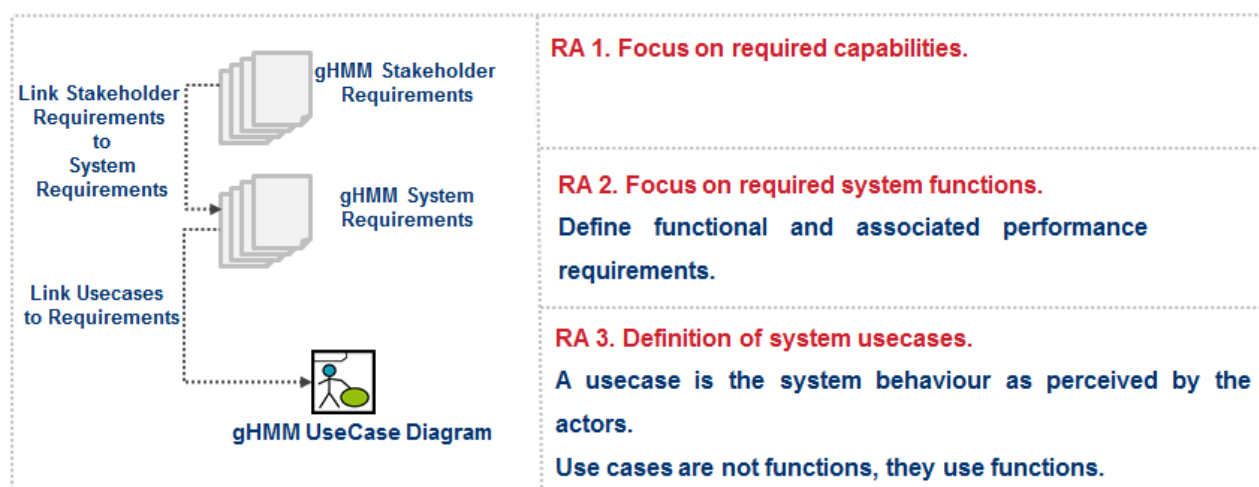 gHMM Stakeholder
Requirements
Link Stakeholder
Requirements
to
System
Requirements
gHMM System
Requirements
Link Usecases
to Requirements
gHMM UseCase Diagram
RA 1. Focus on required capabilities.
RA 2. Focus on required system functions.
Define functional and associated performance
requirements.
RA 3. Definition of system usecases.
A usecase is the system behaviour as perceived by the
actors.
Use cases are not functions, they use functions.